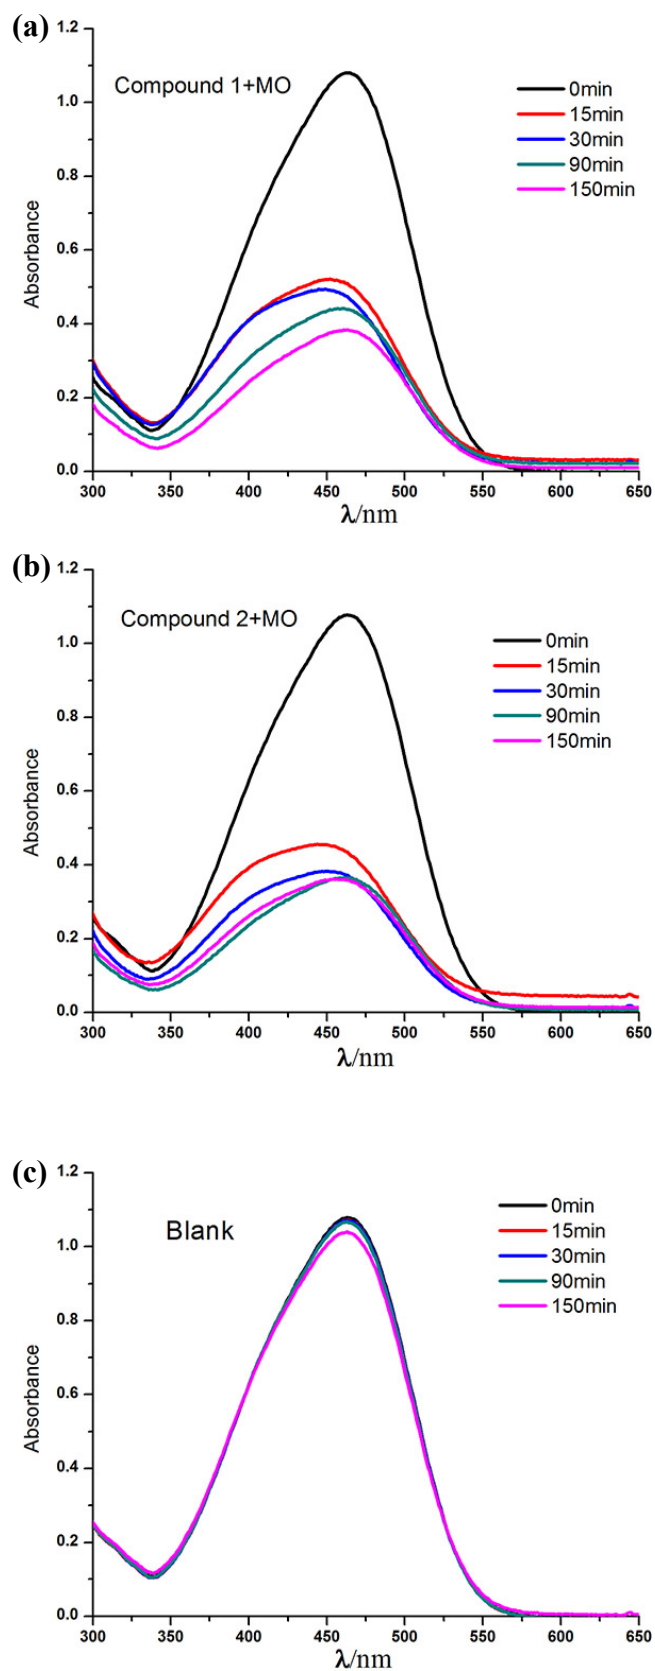 (a)
Compound 1+MO
0min
15min
30min
90min
150min
Absorbance
1.2
1.0
0.8
0.6
0.4
0.2
0.0
300 350 400 450 500 550 600 650
λ/nm
(b)
Compound 2+MO
0min
15min
30min
90min
150min
Absorbance
1.2
1.0
0.8
0.6
0.4
0.2
0.0
300 350 400 450 500 550 600 650
λ/nm
(c)
Blank
0min
15min
30min
90min
150min
Absorbance
1.2
1.0
0.8
0.6
0.4
0.2
0.0
300 350 400 450 500 550 600 650
λ/nm